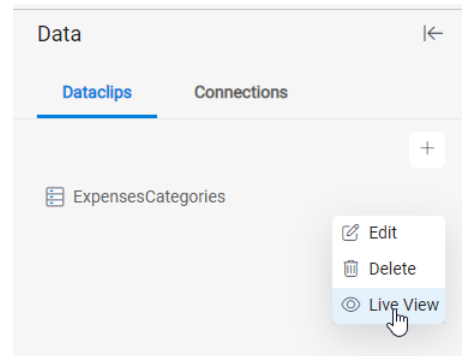 Data
Dataclips Connections
ExpensesCategories
Edit
Delete
Live View